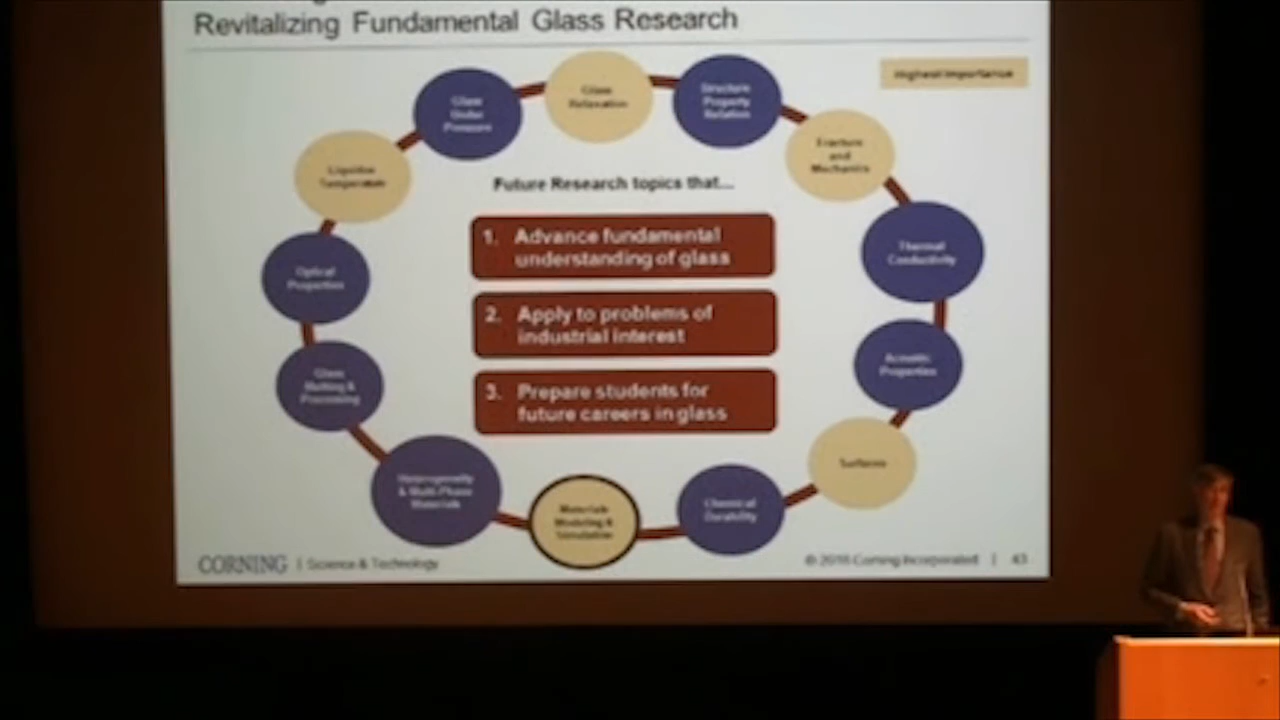 Revitalizing Fundamental Glass Research
Highest Importance
Glass
Relaxation
Structure
Property
Relation
Glass
Under
Pressure
Fracture
and
Mechanics
Liquidus
Temperature
Future Research topics that...
1. Advance fundamental
understanding of glass
Thermal
Conductivity
Optical
Properties
2. Apply to problems of
industrial interest
Acoustic
Properties
Glass
Melting &
Processing
3. Prepare students for
future careers in glass
Surfaces
Heterogeneity
& Multi-Phase
Materials
Materials
Modeling &
Simulation
Chemical
Durability
CORNING | Science & Technology
Corning Incorporated | 43